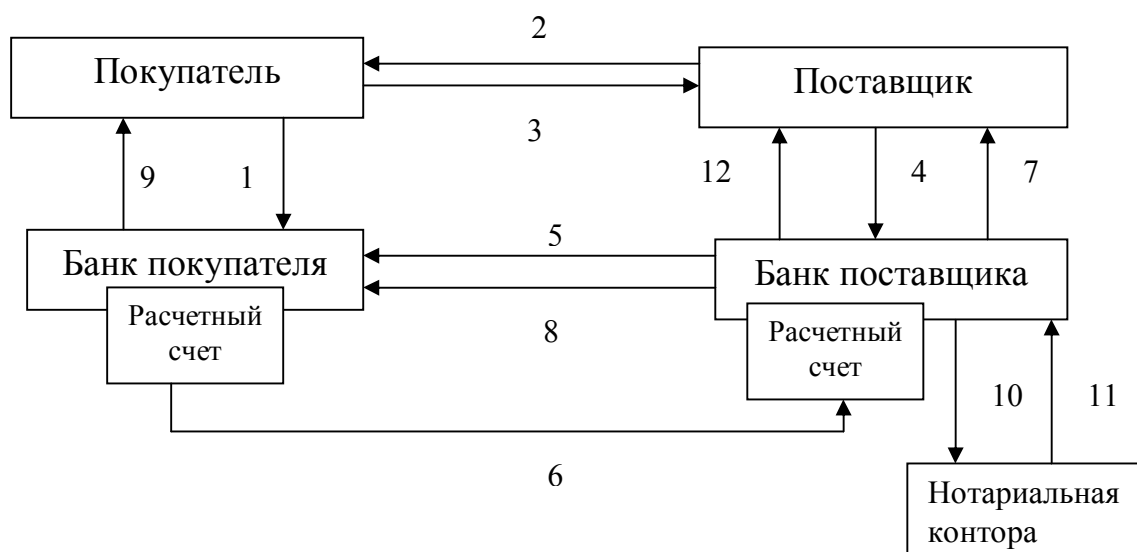 2
Покупатель
Поставщик
3
9
1
12
4
7
5
Банк покупателя
Банк поставщика
Расчетный
счет
8
Расчетный
счет
10
11
6
Нотариальная
контора